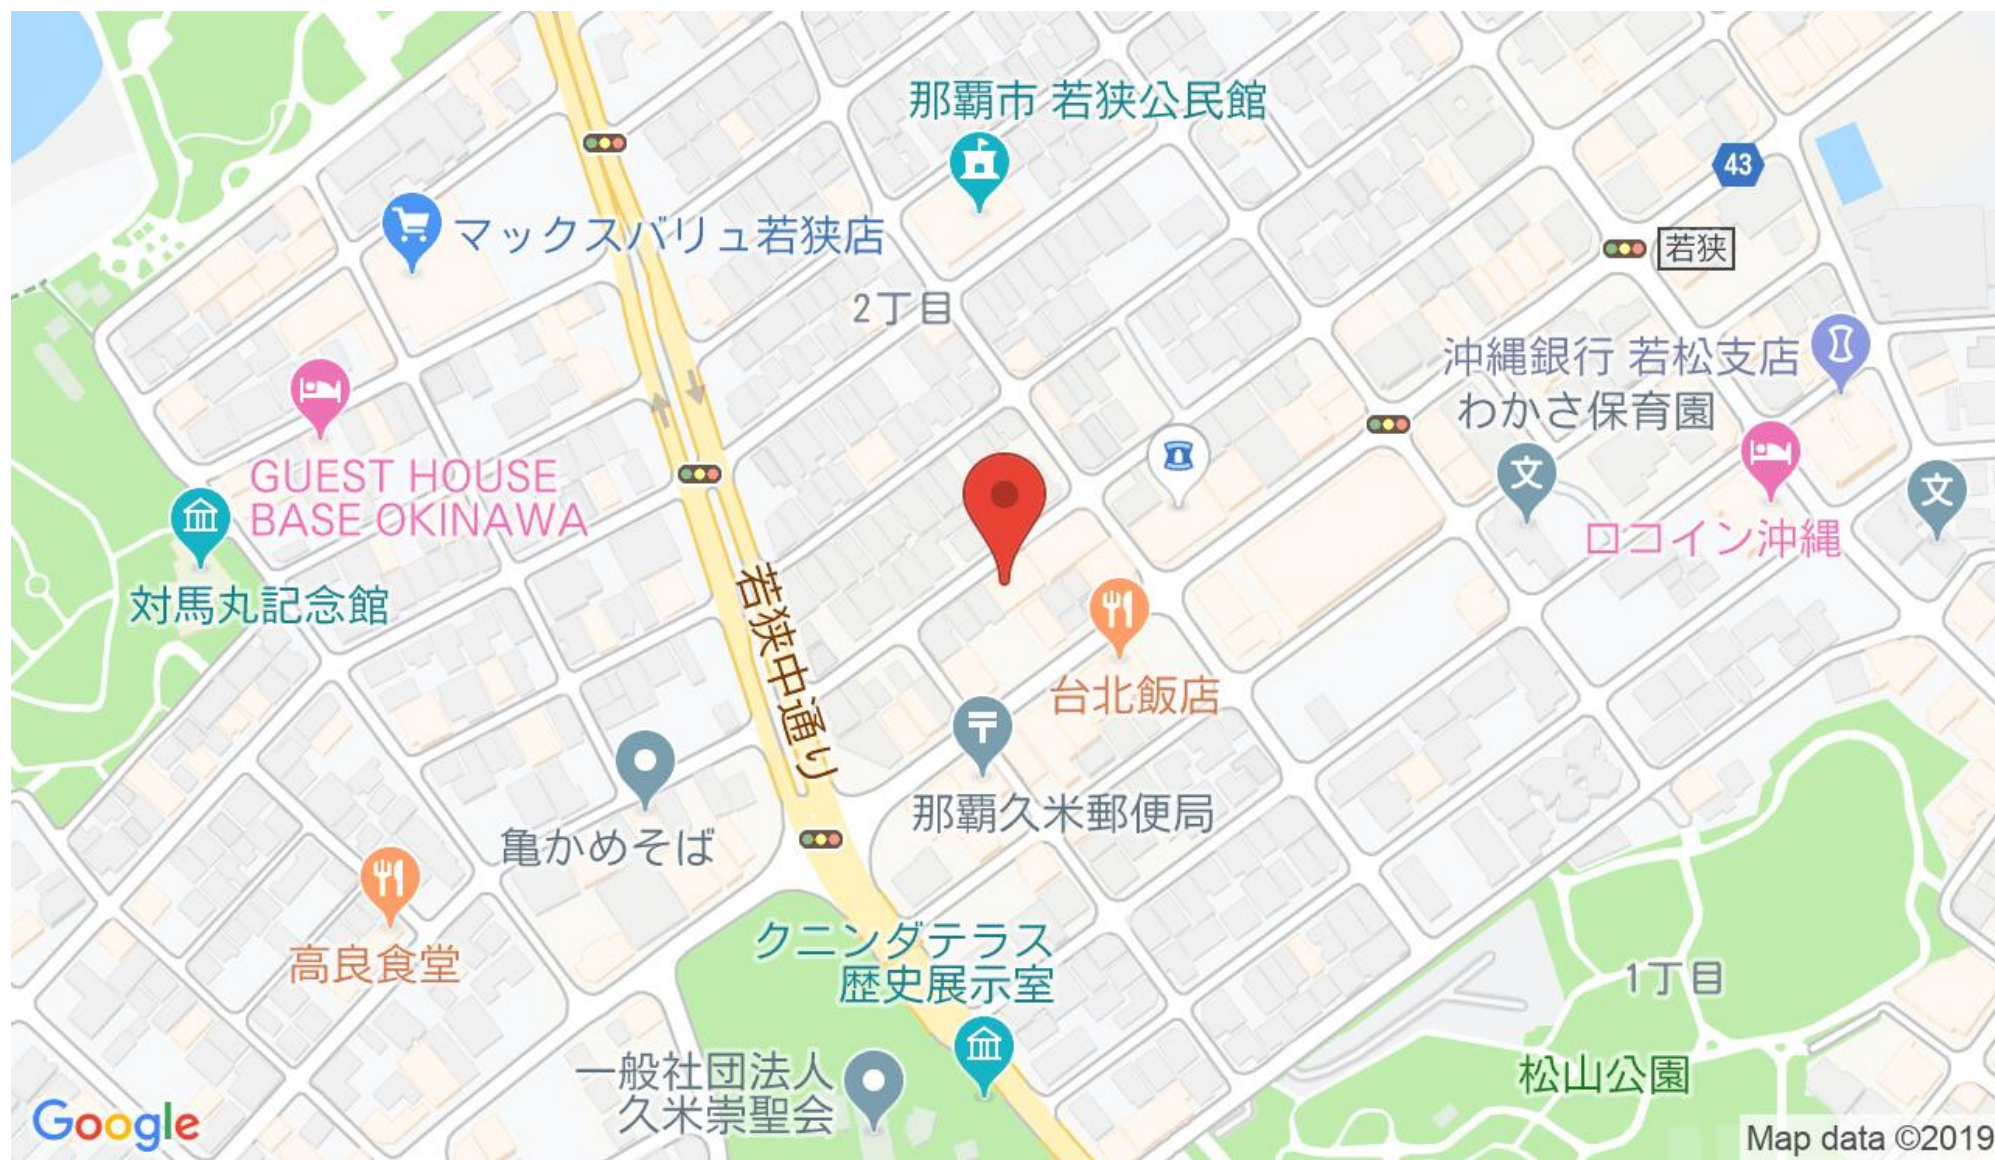 那覇市 若狭公民館
43
マックスバリュ若狭店
若狭
2丁目
沖縄銀行 若松支店
わかさ保育園
GUEST HOUSE
BASE OKINAWA
文
文
ロコイン沖縄
対馬丸記念館
若狭中通り
台北飯店
〒
那覇久米郵便局
亀かめそば
高良食堂
クニンダテラス
歴史展示室
1丁目
一般社団法人
久米崇聖会
松山公園
Google
Map data ©2019